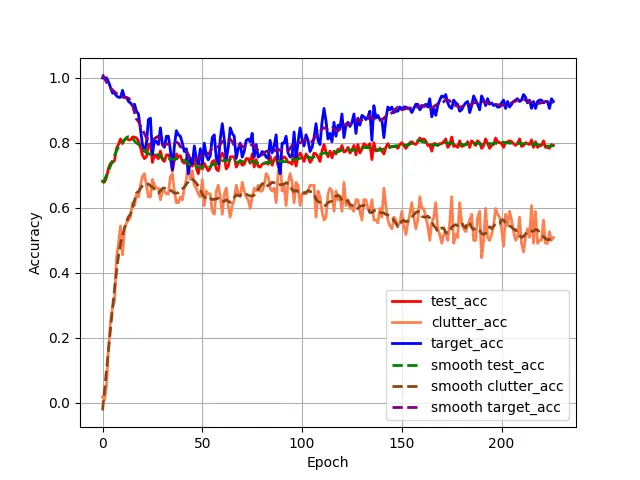 1.0
0.8
0.6
0.4
0.2
0.0
Accuracy
test_acc
clutter_acc
target_acc
smooth test_acc
smooth clutter_acc
smooth target_acc
0 50 100 150 200
Epoch